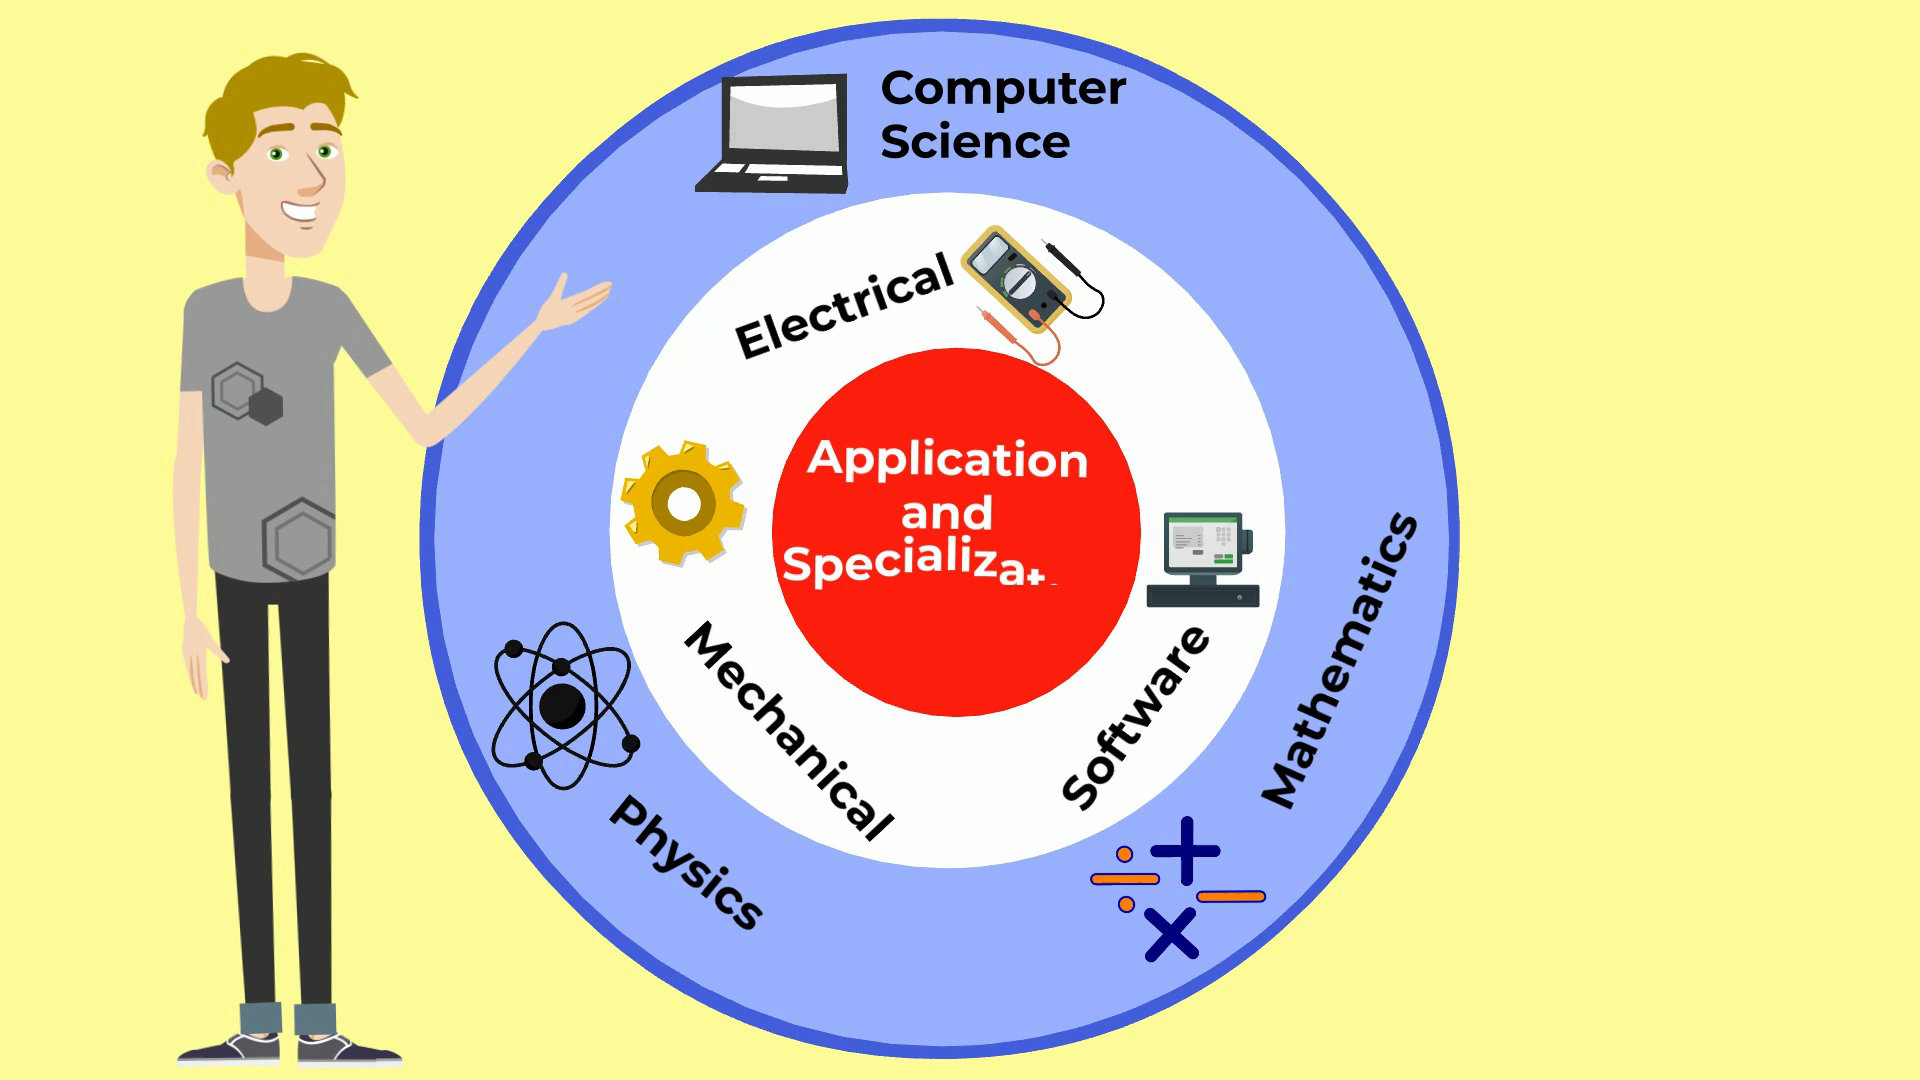 Computer
Science
Electrical
Application
and
Mechanical
Software
Mathematics
Physics